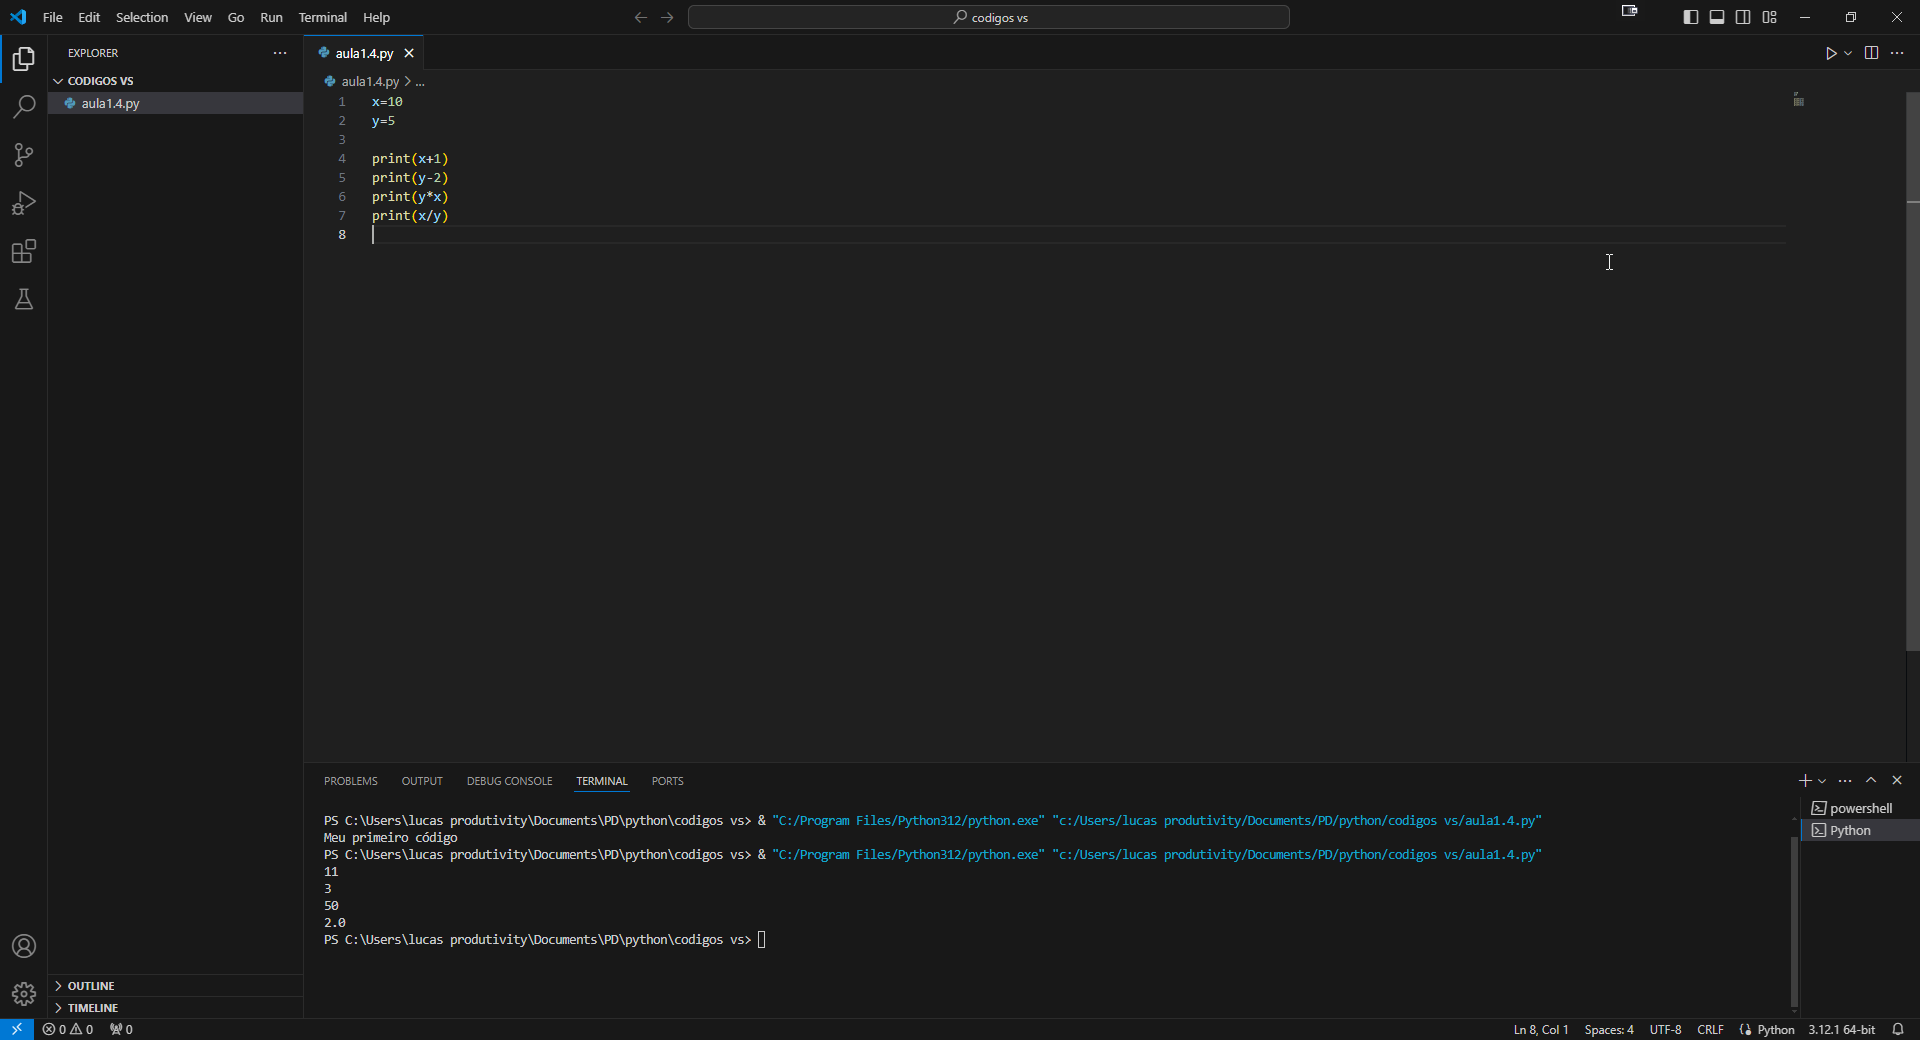 File Edit Selection View Go Run Terminal Help
codigos vs
EXPLORER
CODIGOS VS
aula1.4.py
OUTLINE
TIMELINE
aula1.4.py
aula1.4.py > ...
1 x=10
2 y=5
3
4 print(x+1)
5 print(y-2)
6 print(y*x)
7 print(x/y)
8
PROBLEMS OUTPUT DEBUG CONSOLE TERMINAL PORTS
PS C:\Users\lucas produtivity\Documents\PD\python\codigos vs> & "C:/Program Files/Python312/python.exe" "c:/Users/lucas produtivity/Documents/PD/python/codigos vs/aula1.4.py"
Meu primeiro código
PS C:\Users\lucas produtivity\Documents\PD\python\codigos vs> & "C:/Program Files/Python312/python.exe" "c:/Users/lucas produtivity/Documents/PD/python/codigos vs/aula1.4.py"
11
3
50
2.0
PS C:\Users\lucas produtivity\Documents\PD\python\codigos vs>
powershell
Python
0 0 0
Ln 8, Col 1 Spaces: 4 UTF-8 CRLF Python 3.12.1 64-bit